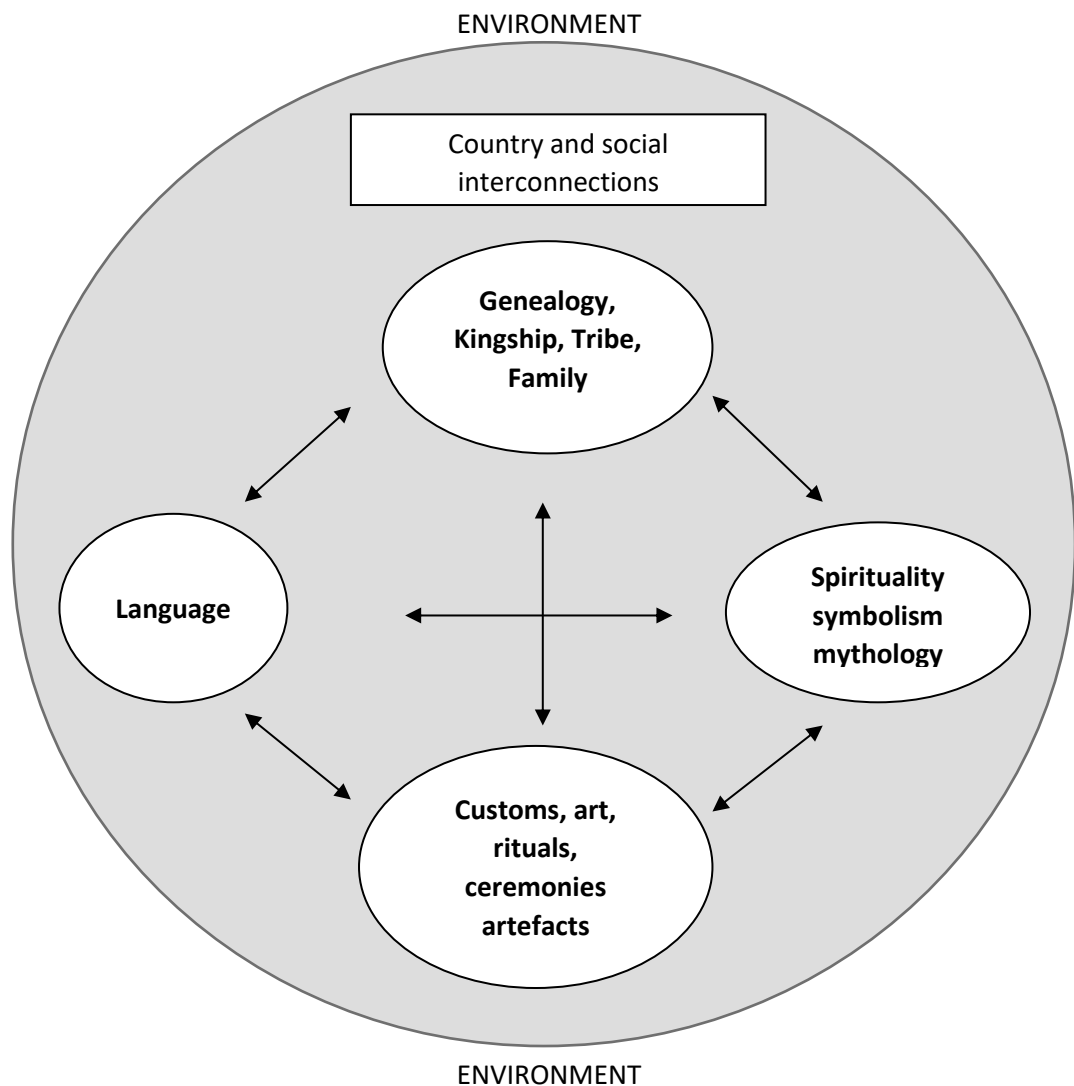 ENVIRONMENT
Country and social
interconnections
Genealogy,
Kingship, Tribe,
Family
Language
Spirituality
symbolism
mythology
Customs, art,
rituals,
ceremonies
artefacts
ENVIRONMENT